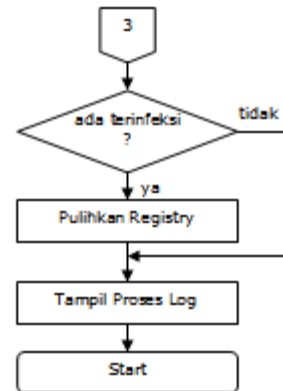 3
ada terinfeksi
?
tidak
ya
Pulihkan Registry
Tampil Proses Log
Start